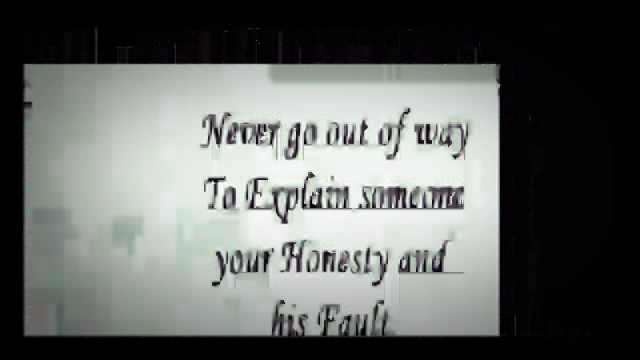 Never go out of way
To Explain someone
your Honesty and
his Fault